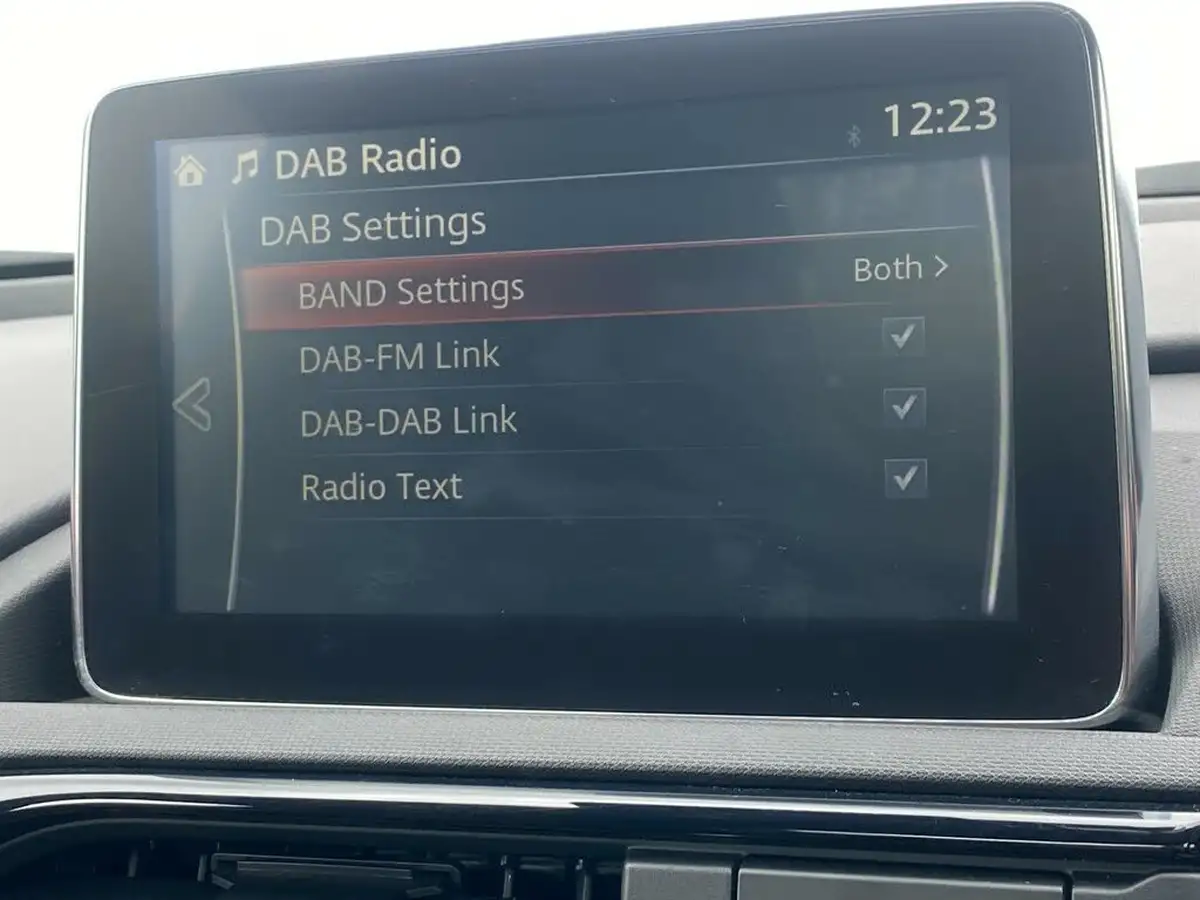 DAB Radio
12:23
DAB Settings
BAND Settings Both >
DAB-FM Link
DAB-DAB Link
Radio Text